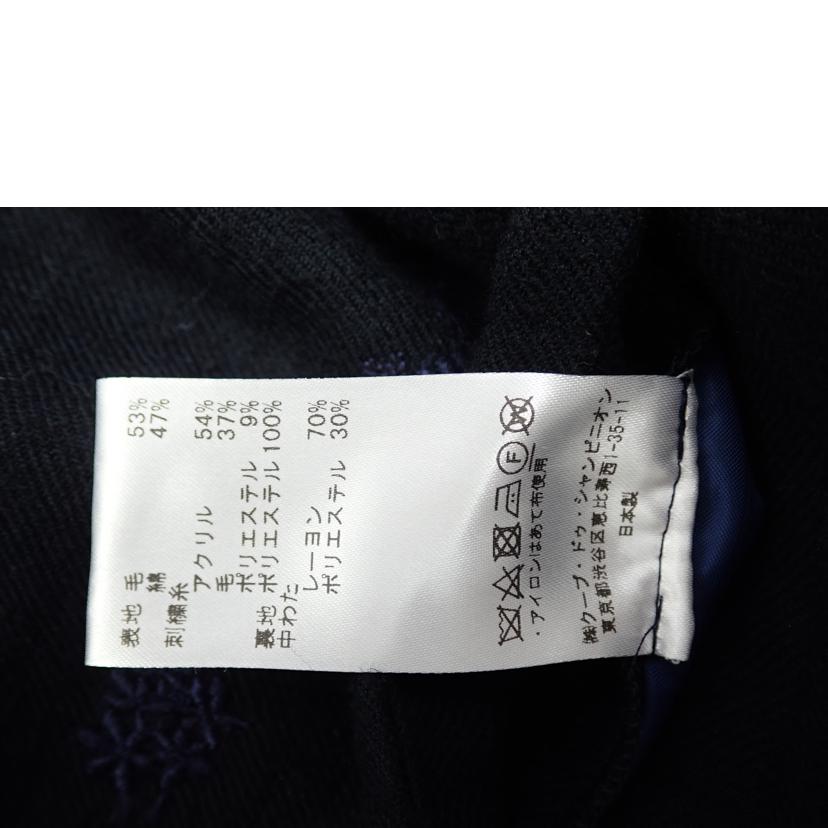 表地 毛 53%
綿 47%
刺繍糸
アクリル 54%
毛 37%
ポリエステル 9%
裏地 ポリエステル 100%
中わた
レーヨン 70%
ポリエステル 30%
F W
・アイロンはあて布使用
㈱クープ・ドゥ・シャンピニオン
東京都渋谷区恵比寿西1-35-11
日本製